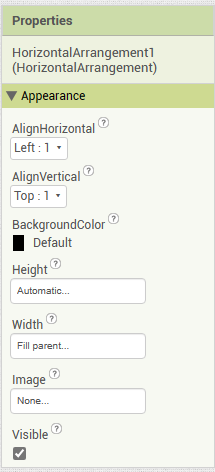 Properties
HorizontalArrangement1
(HorizontalArrangement)
Appearance
AlignHorizontal ?
Left : 1
AlignVertical ?
Top : 1
BackgroundColor ?
Default
Height ?
Automatic...
Width ?
Fill parent...
Image ?
None...
Visible ?